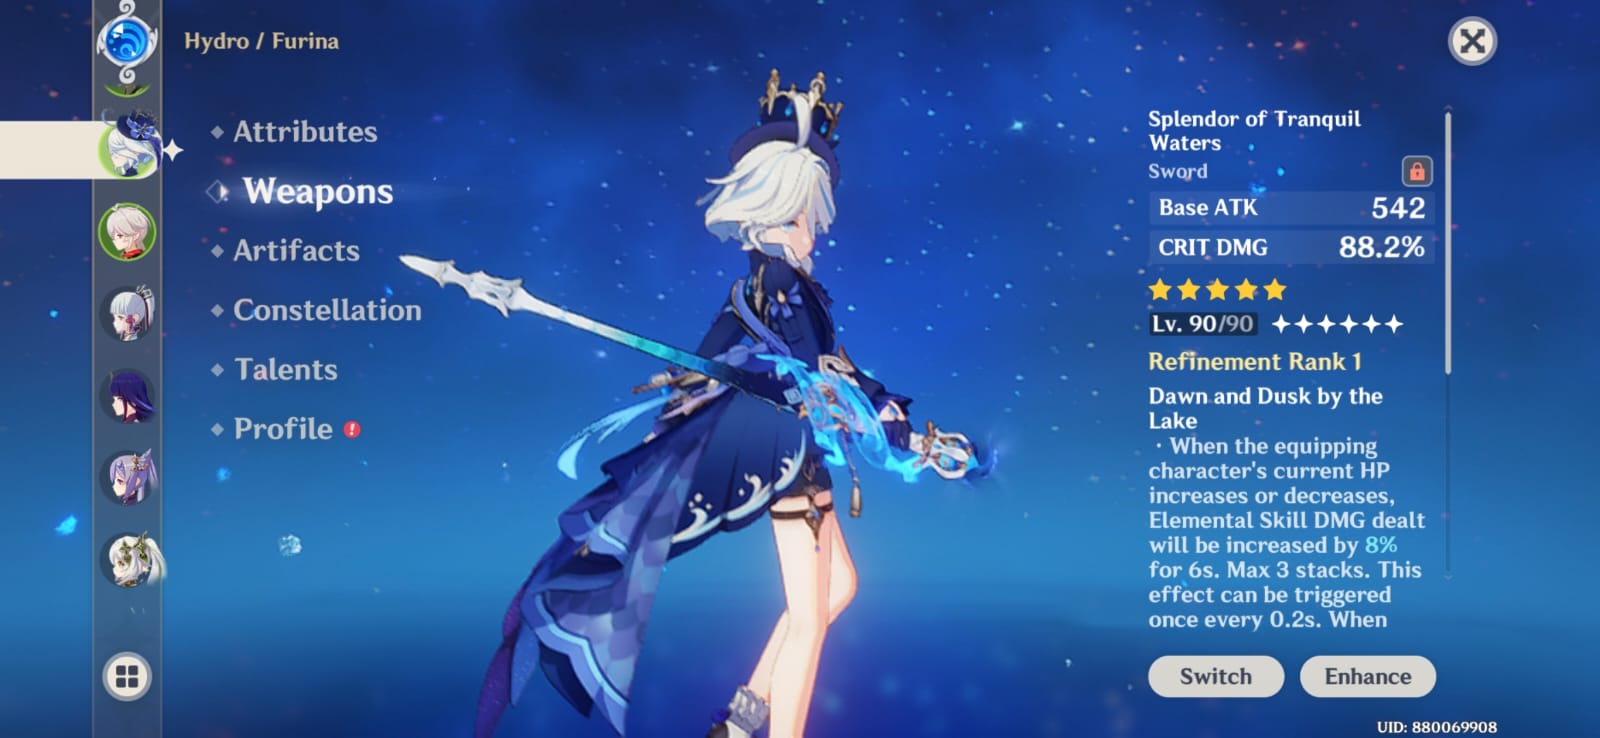 Hydro / Furina
Attributes
Weapons
Artifacts
Constellation
Talents
Profile
Splendor of Tranquil
Waters
Sword
Base ATK 542
CRIT DMG 88.2%
Lv. 90/90
Refinement Rank 1
Dawn and Dusk by the
Lake
· When the equipping
character's current HP
increases or decreases,
Elemental Skill DMG dealt
will be increased by 8%
for 6s. Max 3 stacks. This
effect can be triggered
once every 0.2s. When
Switch
Enhance
UID: 880069908